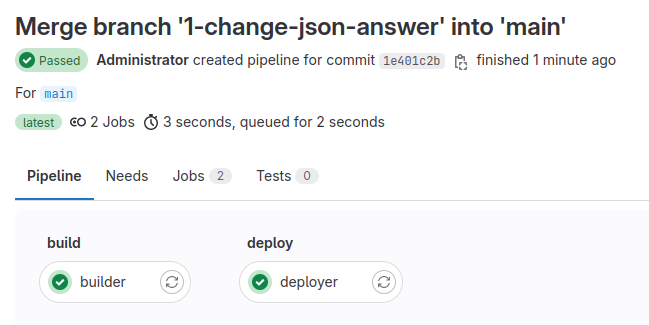 Merge branch '1-change-json-answer' into 'main'
Passed Administrator created pipeline for commit 1e401c2b finished 1 minute ago
For main
latest 2 Jobs 3 seconds, queued for 2 seconds
Pipeline Needs Jobs 2 Tests 0
build deploy
builder deployer